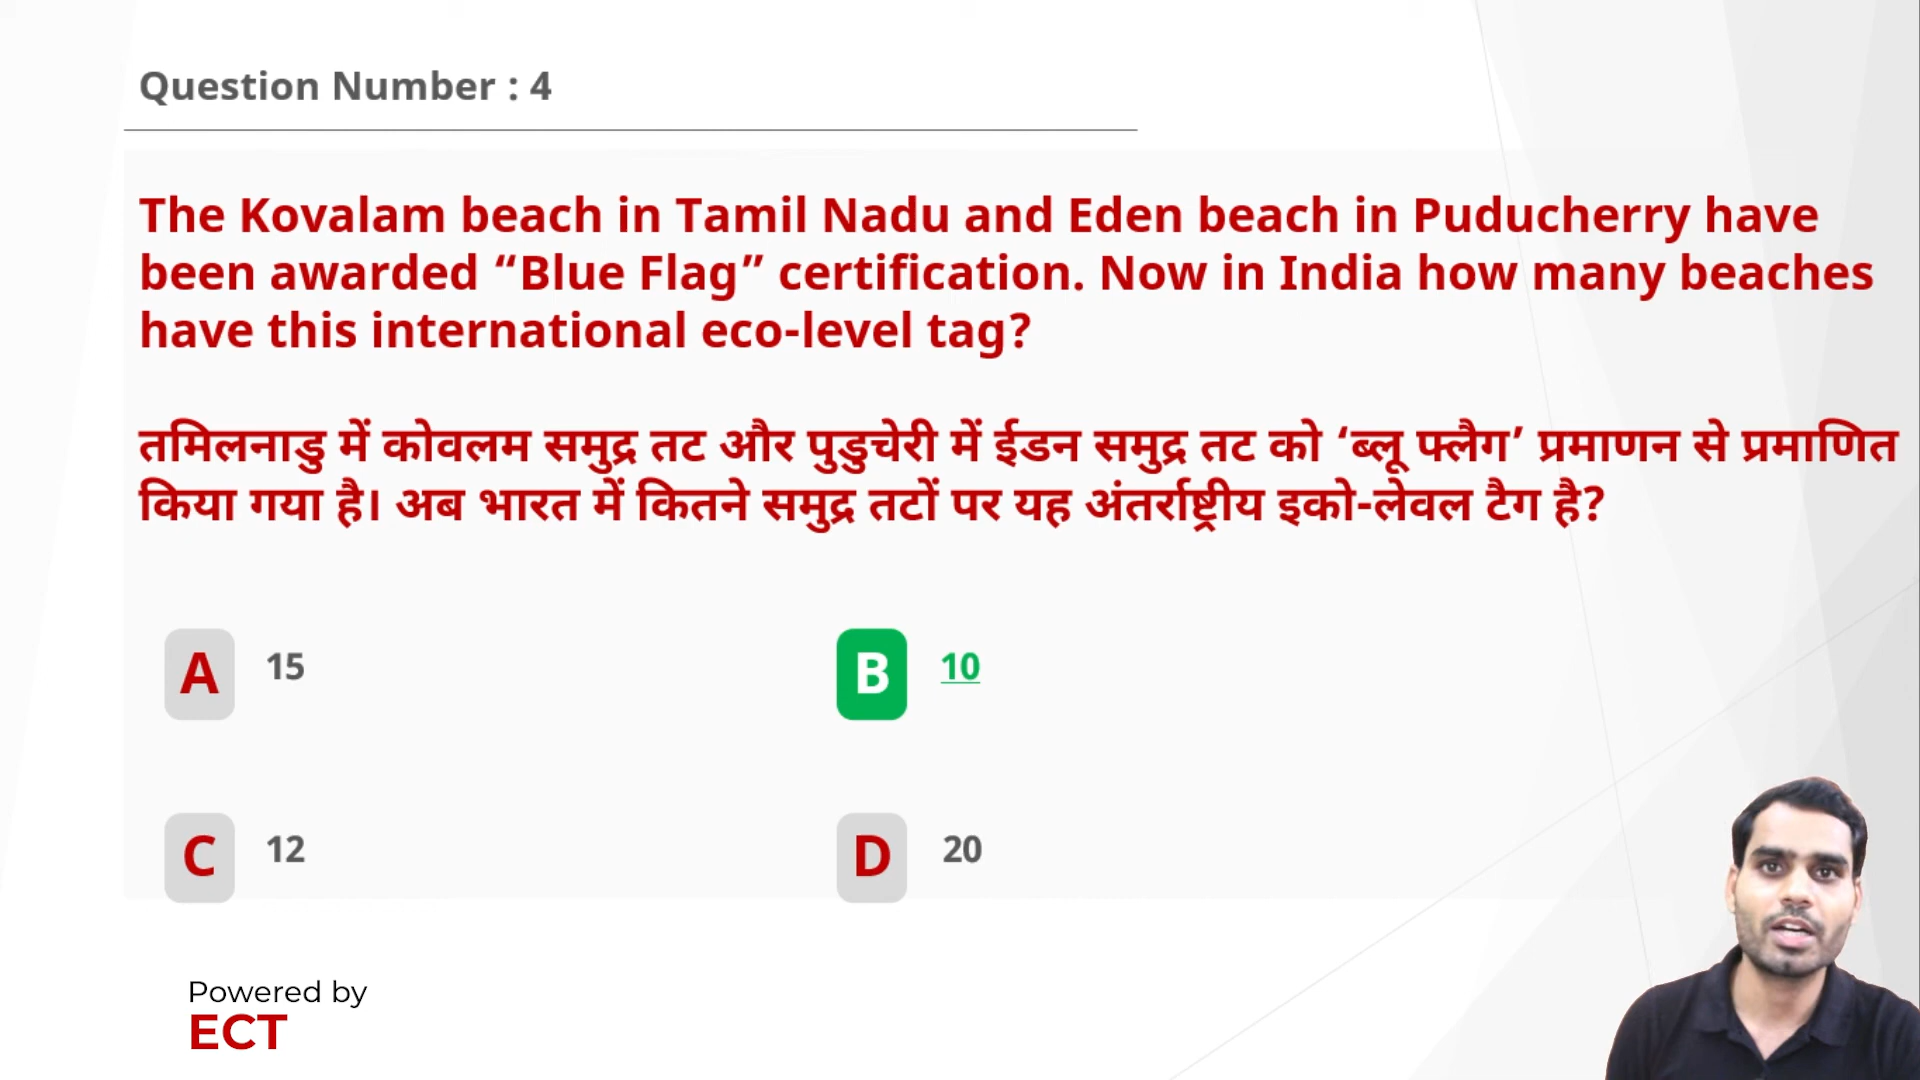 Question Number : 4
The Kovalam beach in Tamil Nadu and Eden beach in Puducherry have
been awarded “Blue Flag” certification. Now in India how many beaches
have this international eco-level tag?
तमिलनाडु में कोवलम समुद्र तट और पुडुचेरी में ईडन समुद्र तट को ‘ब्लू फ्लैग’ प्रमाणन से प्रमाणित
किया गया है। अब भारत में कितने समुद्र तटों पर यह अंतर्राष्ट्रीय इको-लेवल टैग है?
A 15
B 10
C 12
D 20
Powered by
ECT